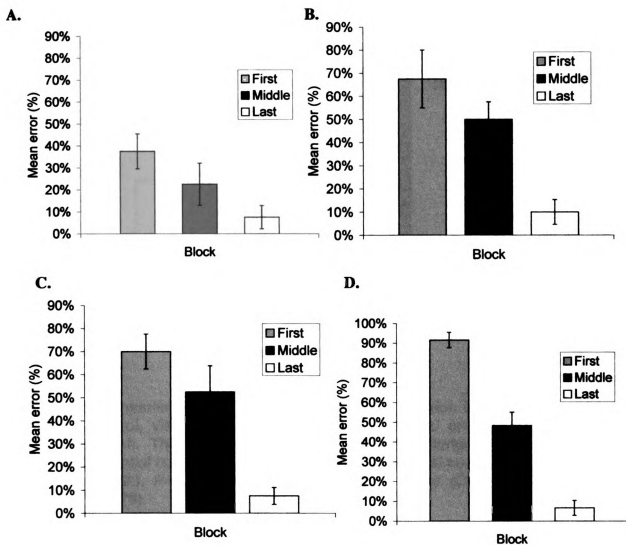 A.
90%
80%
70%
60%
50%
40%
30%
20%
10%
0%
Mean error (%)
First
Middle
Last
Block
B.
90%
80%
70%
60%
50%
40%
30%
20%
10%
0%
Mean error (%)
First
Middle
Last
Block
C.
90%
80%
70%
60%
50%
40%
30%
20%
10%
0%
Mean error (%)
First
Middle
Last
Block
D.
100%
90%
80%
70%
60%
50%
40%
30%
20%
10%
0%
Mean error (%)
First
Middle
Last
Block